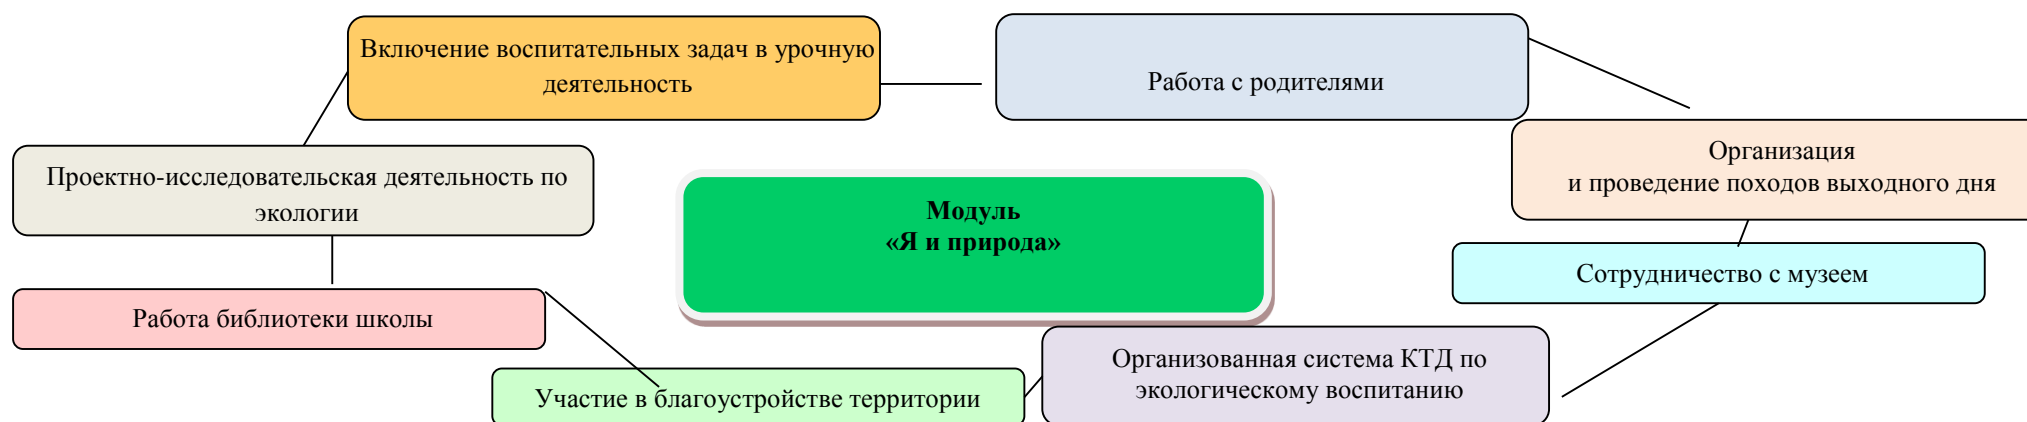 Включение воспитательных задач в урочную
деятельность
Работа с родителями
Организация
и проведение походов выходного дня
Проектно-исследовательская деятельность по
экологии
Модуль
«Я и природа»
Сотрудничество с музеем
Работа библиотеки школы
Организованная система КТД по
экологическому воспитанию
Участие в благоустройстве территории